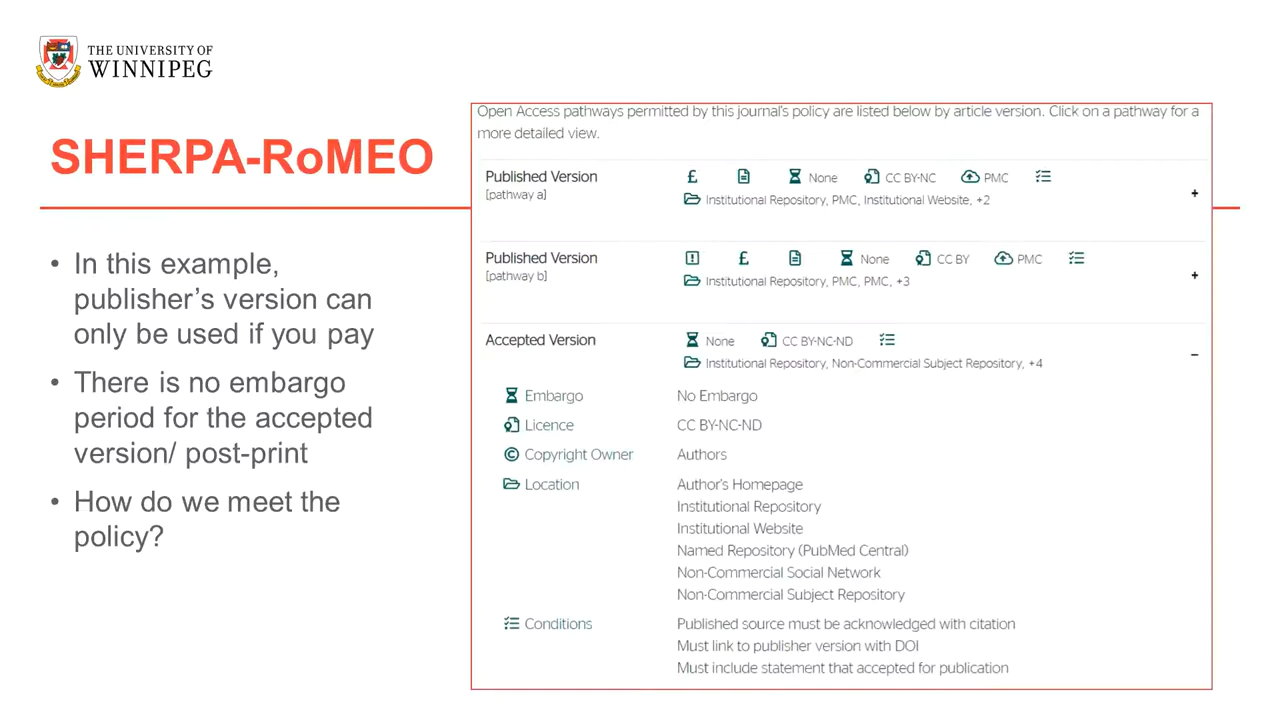 THE UNIVERSITY OF
WINNIPEG
SHERPA-RoMEO
• In this example,
publisher’s version can
only be used if you pay
• There is no embargo
period for the accepted
version/ post-print
• How do we meet the
policy?
Open Access pathways permitted by this journal's policy are listed below by article version. Click on a pathway for a
more detailed view.
Published Version
[pathway a]
£ None CC BY-NC PMC
Institutional Repository, PMC, Institutional Website, +2
+
Published Version
[pathway b]
£ None CC BY PMC
Institutional Repository, PMC, PMC, +3
+
Accepted Version
None CC BY-NC-ND
Institutional Repository, Non-Commercial Subject Repository, +4
−
Embargo No Embargo
Licence CC BY-NC-ND
© Copyright Owner Authors
Location Author's Homepage
Institutional Repository
Institutional Website
Named Repository (PubMed Central)
Non-Commercial Social Network
Non-Commercial Subject Repository
Conditions Published source must be acknowledged with citation
Must link to publisher version with DOI
Must include statement that accepted for publication